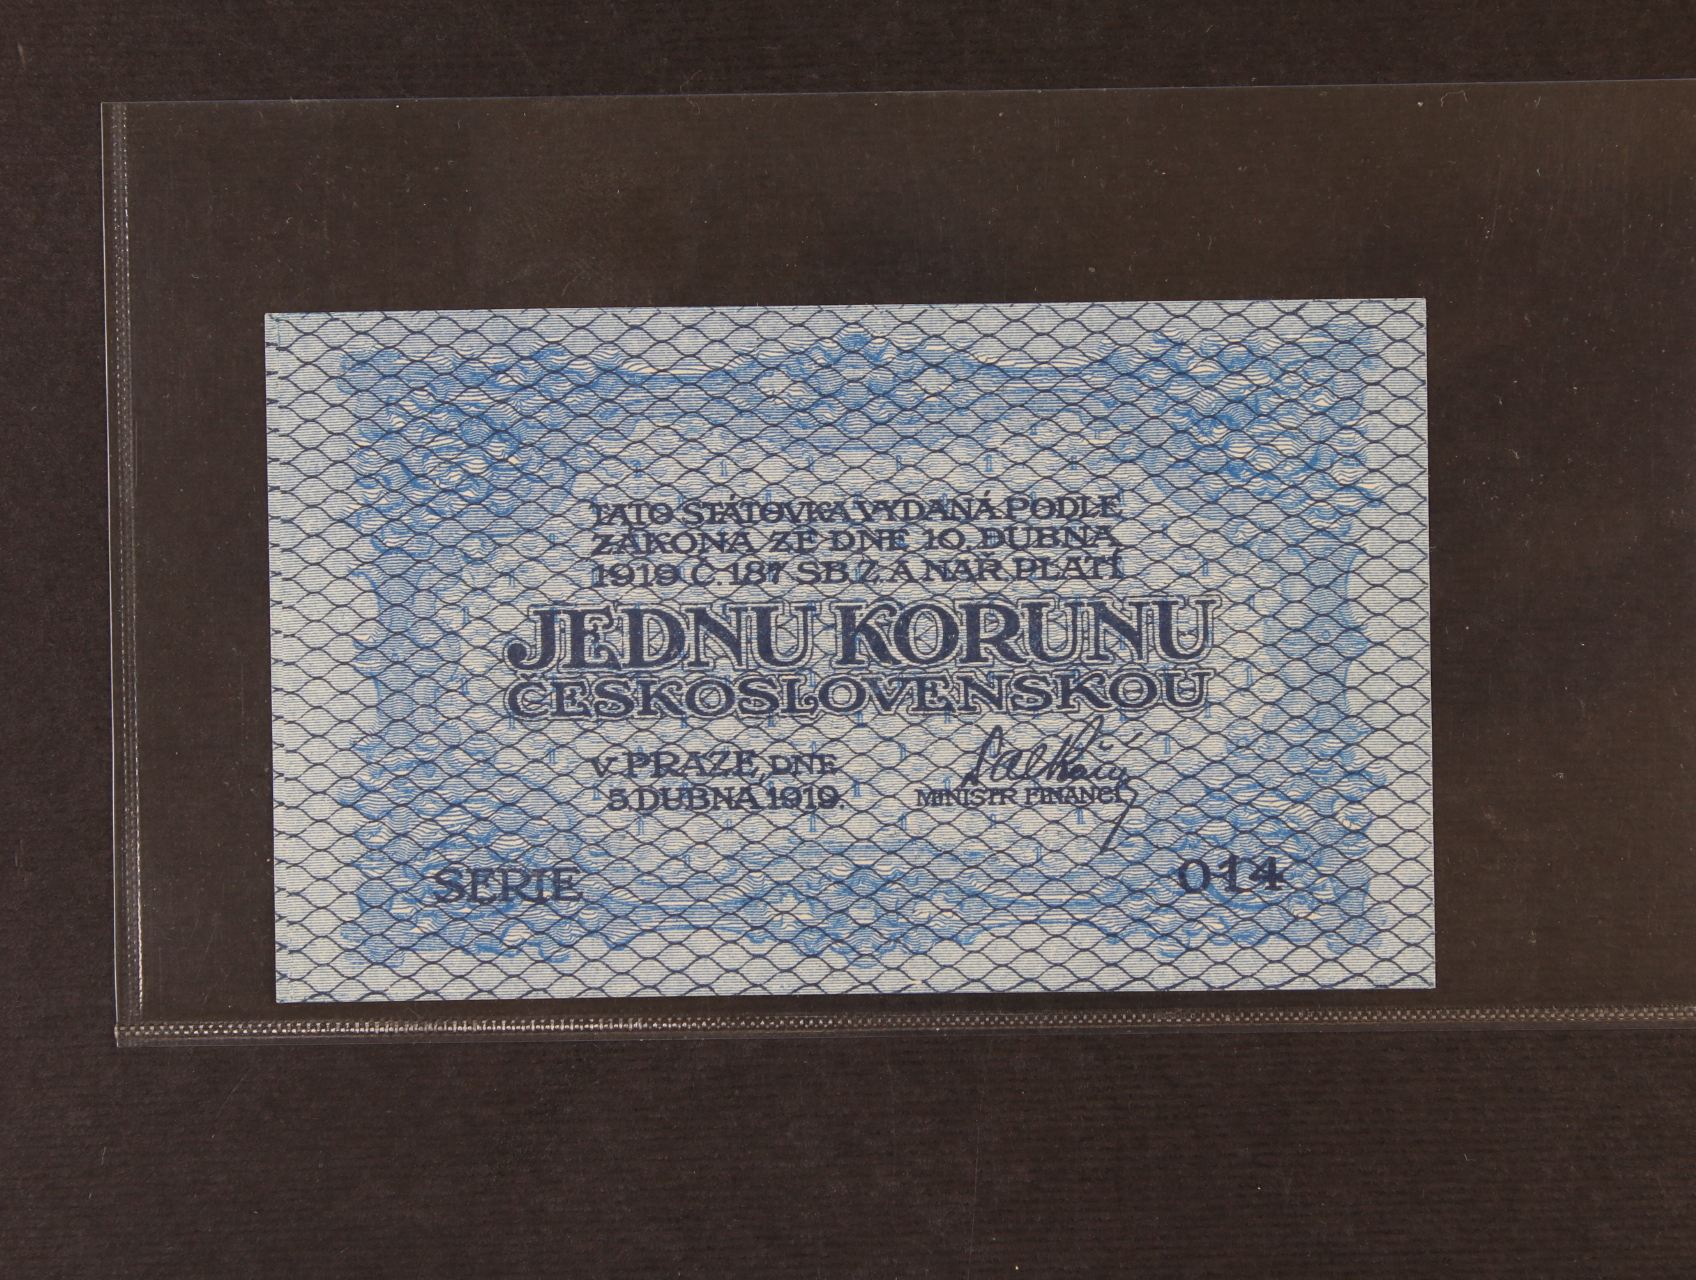 TATO STÁTOVKA VYDANÁ PODLE
ZÁKONA ZE DNE 10. DUBNA
1919 Č. 187 SB. Z. A NAŘ. PLATÍ
JEDNU KORUNU
ČESKOSLOVENSKOU
V PRAZE, DNE
5. DUBNA 1919.
MINISTR FINANCÍ
SERIE 014